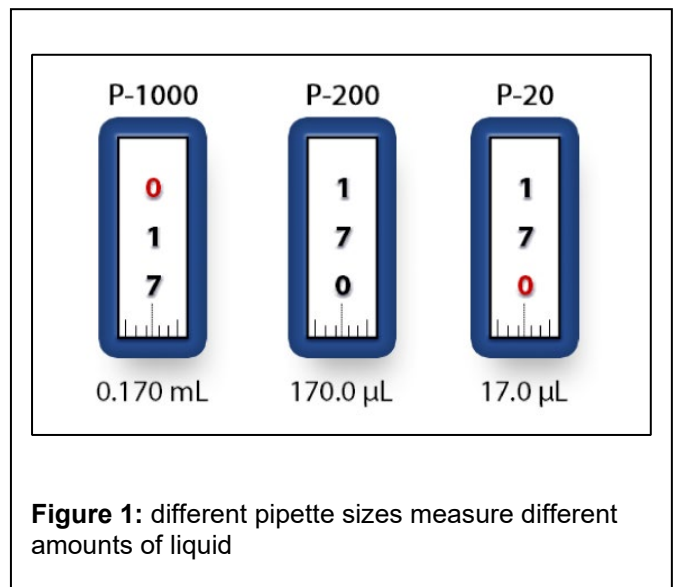 P-1000 P-200 P-20
0 1 1
1 7 7
7 0 0
0.170 mL 170.0 µL 17.0 µL
Figure 1: different pipette sizes measure different
amounts of liquid